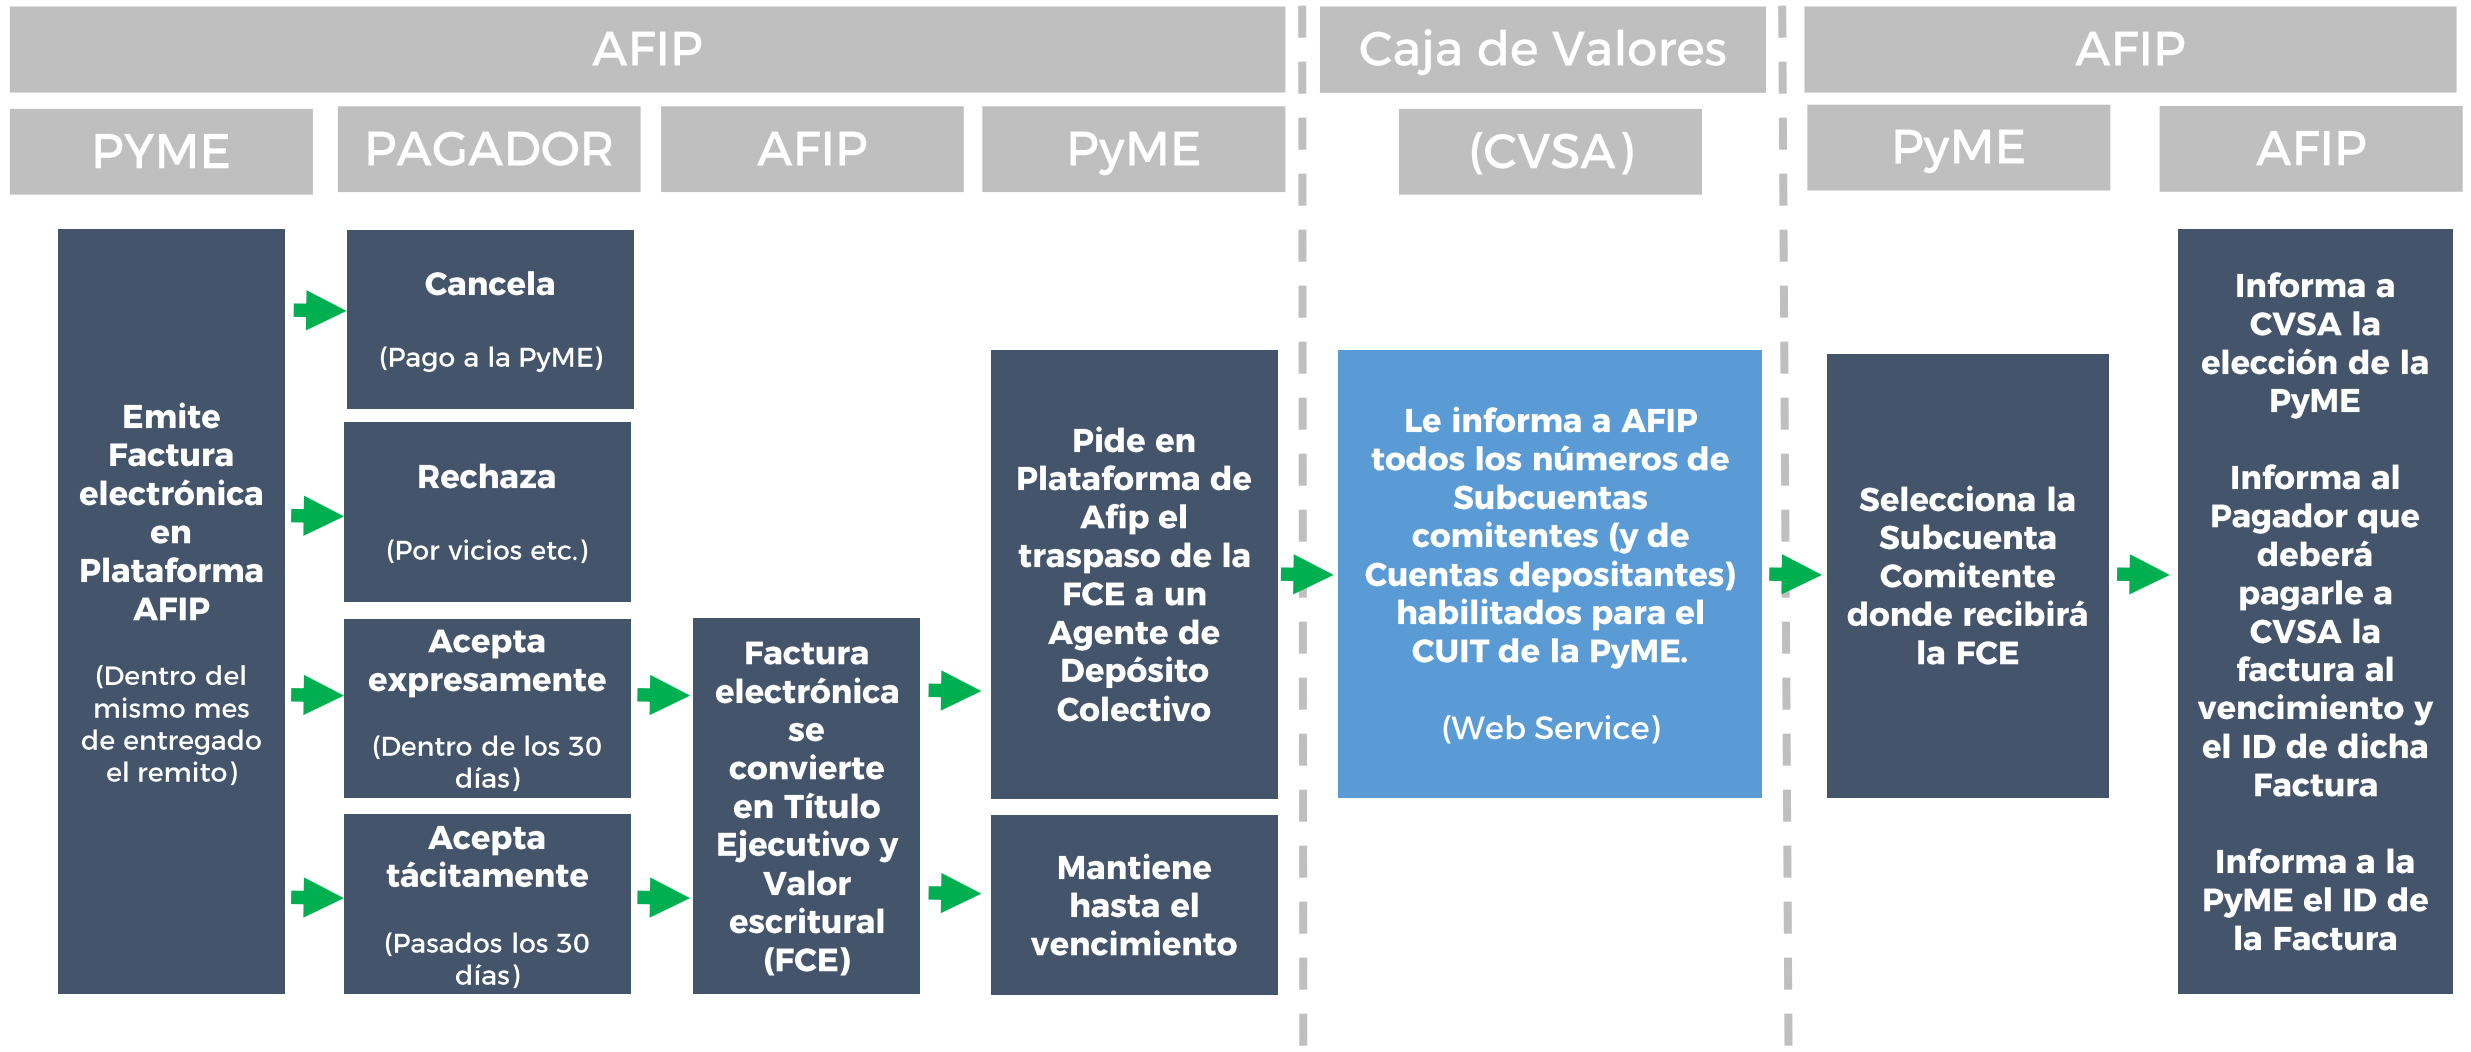 AFIP
Caja de Valores
AFIP
PYME
PAGADOR
AFIP
PyME
(CVSA)
PyME
AFIP
Emite
Factura
electrónica
en
Plataforma
AFIP
(Dentro del
mismo mes
de entregado
el remito)
Cancela
(Pago a la PyME)
Rechaza
(Por vicios etc.)
Acepta
expresamente
(Dentro de los 30
días)
Acepta
tácitamente
(Pasados los 30
días)
Factura
electrónica
se
convierte
en Título
Ejecutivo y
Valor
escritural
(FCE)
Pide en
Plataforma de
Afip el
traspaso de la
FCE a un
Agente de
Depósito
Colectivo
Mantiene
hasta el
vencimiento
Le informa a AFIP
todos los números de
Subcuentas
comitentes (y de
Cuentas depositantes)
habilitados para el
CUIT de la PyME.
(Web Service)
Selecciona la
Subcuenta
Comitente
donde recibirá
la FCE
Informa a
CVSA la
elección de la
PyME
Informa al
Pagador que
deberá
pagarle a
CVSA la
factura al
vencimiento y
el ID de dicha
Factura
Informa a la
PyME el ID de
la Factura